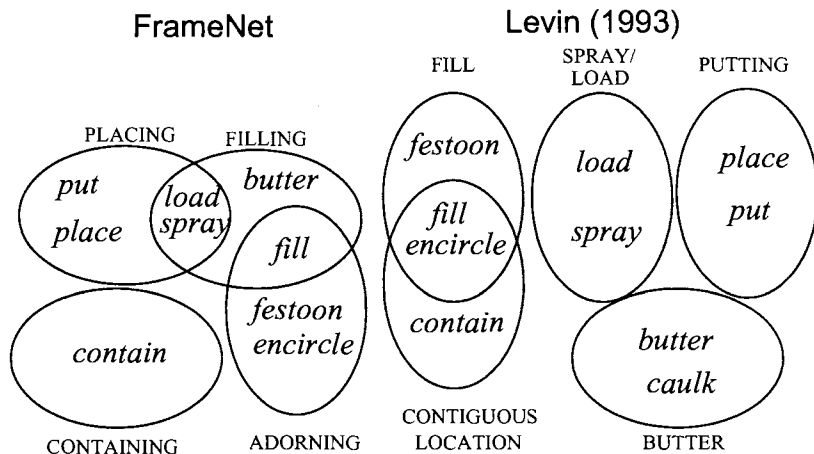 FrameNet
Levin (1993)
PLACING
FILLING
put
place
load
spray
butter
fill
festoon
encircle
contain
CONTAINING
ADORNING
FILL
SPRAY/
LOAD
PUTTING
festoon
fill
encircle
contain
load
spray
place
put
butter
caulk
CONTIGUOUS
LOCATION
BUTTER